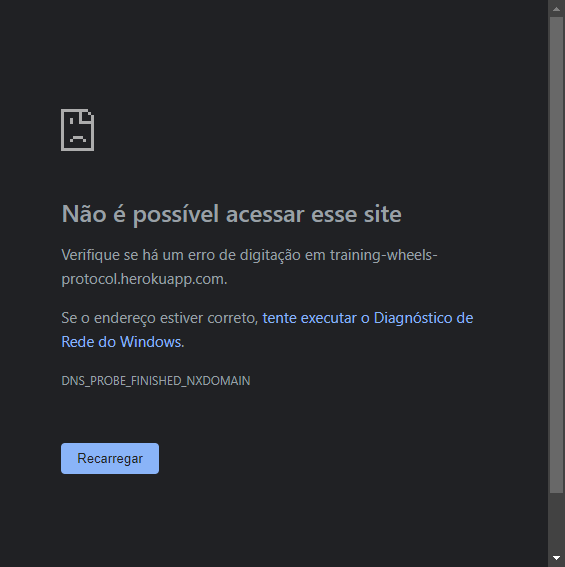 Não é possível acessar esse site
Verifique se há um erro de digitação em training-wheels-
protocol.herokuapp.com.
Se o endereço estiver correto, tente executar o Diagnóstico de
Rede do Windows.
DNS_PROBE_FINISHED_NXDOMAIN
Recarregar